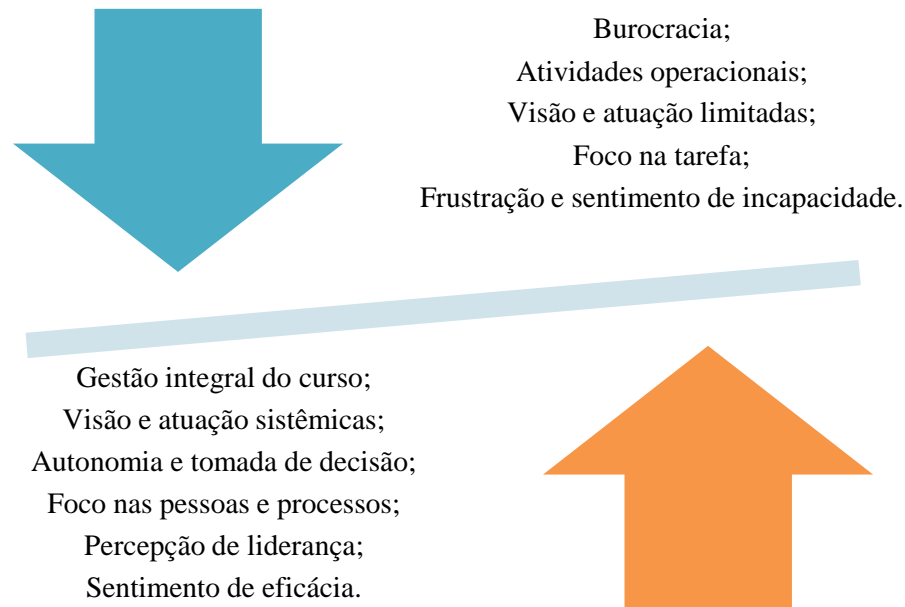 Burocracia;
Atividades operacionais;
Visão e atuação limitadas;
Foco na tarefa;
Frustração e sentimento de incapacidade.
Gestão integral do curso;
Visão e atuação sistêmicas;
Autonomia e tomada de decisão;
Foco nas pessoas e processos;
Percepção de liderança;
Sentimento de eficácia.